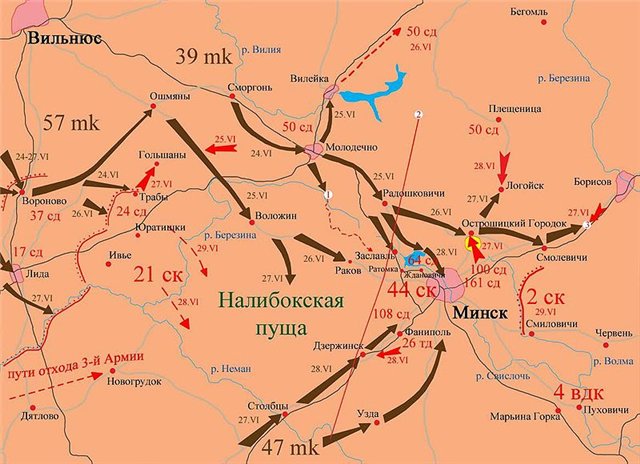 Бегомль
Вильнюс
50 сд
26.VI
39 mk
р. Вилия
Вилейка
р. Березина
Сморгонь
Ошмяны
Плещеница
57 mk
25.VI
2
50 сд
50 сд
24.VI
25.VI
Гольшаны
24.VI
Молодечно
28.VI
24-27.VI
24.VI
27.VI
Логойск
Борисов
Вороново
Трабы
25.VI
1
Радошковичи
37 сд
26.VI
24 сд
26.VI
27.VI
Воложин
Острошицкий Городок
3
Юратишки
р. Березина
17 сд
29.VI
26.VI
Заславль
28.VI
27.VI
Ивье
Раков
64 сд
100 сд
Смолевичи
Лида
21 ск
27.VI
Ратомка
Ждановичи
161 сд
27.VI
28.VI
Налибокская
пуща
44 ск
2 ск
Минск
108 сд
29.VI
Фаниполь
Смиловичи
Дзержинск
26 тд
Червень
28.VI
пути отхода 3-й Армии
р. Неман
28.VI
р. Волма
Новогрудок
р. Свислочь
4 вдк
Столбцы
Дятлово
27.VI
Узда
Марьина Горка
Пуховичи
47 mk